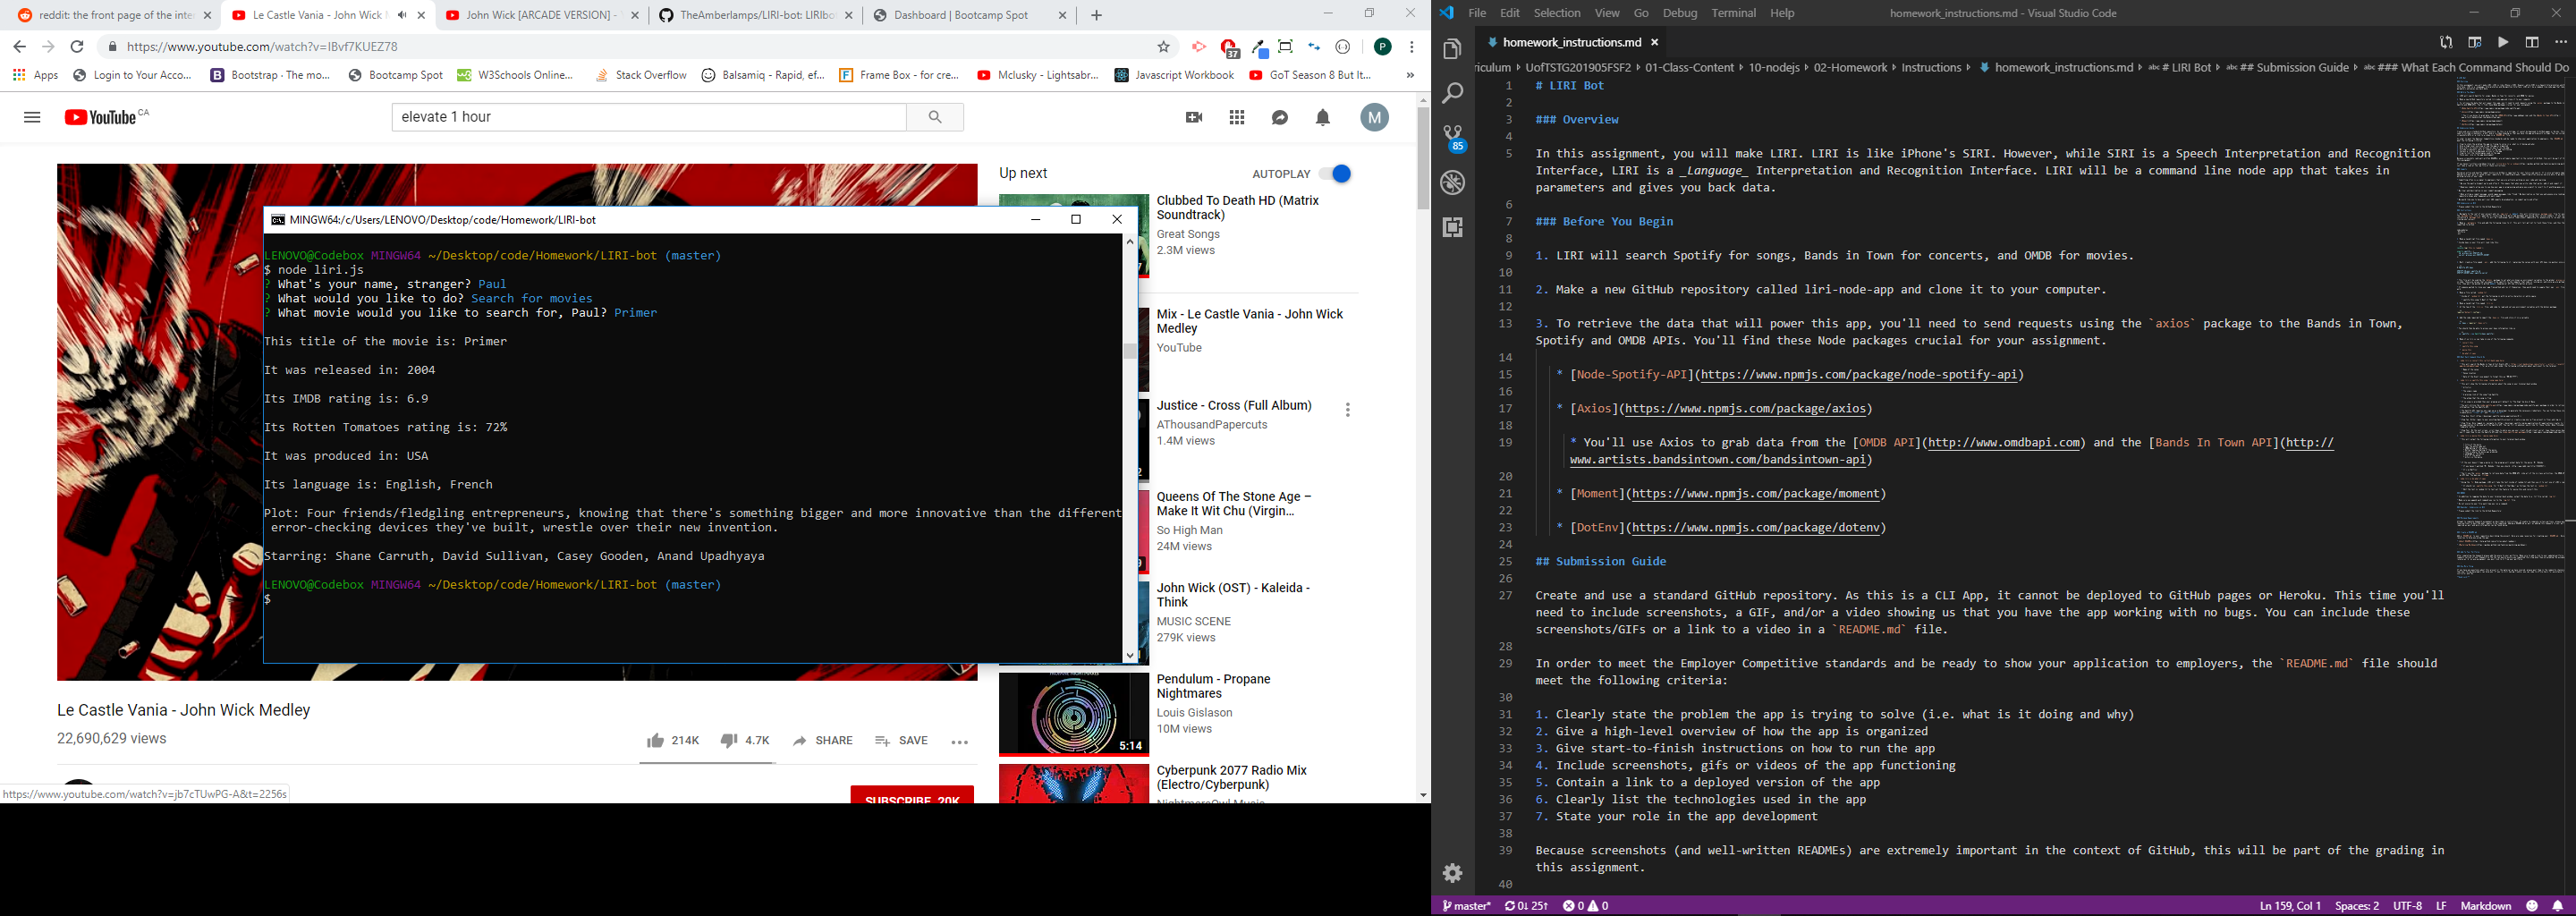 reddit: the front page of the inte
Le Castle Vania - John Wick M
John Wick [ARCADE VERSION] - Y
TheAmberlamps/LIRI-bot: LIRIbo
Dashboard | Bootcamp Spot
https://www.youtube.com/watch?v=IBvf7KUEZ78
37
P
Apps
Login to Your Acco...
Bootstrap · The mo...
Bootcamp Spot
W3Schools Online...
Stack Overflow
Balsamiq - Rapid, ef...
Frame Box - for cre...
Mclusky - Lightsabr...
Javascript Workbook
GoT Season 8 But It...
YouTube CA
elevate 1 hour
M
MINGW64:/c/Users/LENOVO/Desktop/code/Homework/LIRI-bot
LENOVO@Codebox MINGW64 ~/Desktop/code/Homework/LIRI-bot (master)
$ node liri.js
? What's your name, stranger? Paul
? What would you like to do? Search for movies
? What movie would you like to search for, Paul? Primer
This title of the movie is: Primer
It was released in: 2004
Its IMDB rating is: 6.9
Its Rotten Tomatoes rating is: 72%
It was produced in: USA
Its language is: English, French
Plot: Four friends/fledgling entrepreneurs, knowing that there's something bigger and more innovative than the different
error-checking devices they've built, wrestle over their new invention.
Starring: Shane Carruth, David Sullivan, Casey Gooden, Anand Upadhyaya
LENOVO@Codebox MINGW64 ~/Desktop/code/Homework/LIRI-bot (master)
$
Le Castle Vania - John Wick Medley
22,690,629 views
214K
4.7K
SHARE
SAVE
SUBSCRIBE 20K
https://www.youtube.com/watch?v=jb7cTUwPG-A&t=2256s
Up next
AUTOPLAY
Clubbed To Death HD (Matrix
Soundtrack)
Great Songs
2.3M views
Mix - Le Castle Vania - John Wick
Medley
YouTube
Justice - Cross (Full Album)
AThousandPapercuts
1.4M views
Queens Of The Stone Age –
Make It Wit Chu (Virgin...
So High Man
24M views
John Wick (OST) - Kaleida -
Think
MUSIC SCENE
279K views
Pendulum - Propane
Nightmares
Louis Gislason
10M views
5:14
Cyberpunk 2077 Radio Mix
(Electro/Cyberpunk)
NightmareOwl Music
File Edit Selection View Go Debug Terminal Help
homework_instructions.md - Visual Studio Code
homework_instructions.md
riculum › UofTSTG201905FSF2 › 01-Class-Content › 10-nodejs › 02-Homework › Instructions › homework_instructions.md › # LIRI Bot › ## Submission Guide › ### What Each Command Should Do
85
1 # LIRI Bot
2
3 ### Overview
4
5 In this assignment, you will make LIRI. LIRI is like iPhone's SIRI. However, while SIRI is a Speech Interpretation and Recognition
Interface, LIRI is a _Language_ Interpretation and Recognition Interface. LIRI will be a command line node app that takes in
parameters and gives you back data.
6
7 ### Before You Begin
8
9 1. LIRI will search Spotify for songs, Bands in Town for concerts, and OMDB for movies.
10
11 2. Make a new GitHub repository called liri-node-app and clone it to your computer.
12
13 3. To retrieve the data that will power this app, you'll need to send requests using the `axios` package to the Bands in Town,
Spotify and OMDB APIs. You'll find these Node packages crucial for your assignment.
14
15 * [Node-Spotify-API](https://www.npmjs.com/package/node-spotify-api)
16
17 * [Axios](https://www.npmjs.com/package/axios)
18
19 * You'll use Axios to grab data from the [OMDB API](http://www.omdbapi.com) and the [Bands In Town API](http://
www.artists.bandsintown.com/bandsintown-api)
20
21 * [Moment](https://www.npmjs.com/package/moment)
22
23 * [DotEnv](https://www.npmjs.com/package/dotenv)
24
25 ## Submission Guide
26
27 Create and use a standard GitHub repository. As this is a CLI App, it cannot be deployed to GitHub pages or Heroku. This time you'll
need to include screenshots, a GIF, and/or a video showing us that you have the app working with no bugs. You can include these
screenshots/GIFs or a link to a video in a `README.md` file.
28
29 In order to meet the Employer Competitive standards and be ready to show your application to employers, the `README.md` file should
meet the following criteria:
30
31 1. Clearly state the problem the app is trying to solve (i.e. what is it doing and why)
32 2. Give a high-level overview of how the app is organized
33 3. Give start-to-finish instructions on how to run the app
34 4. Include screenshots, gifs or videos of the app functioning
35 5. Contain a link to a deployed version of the app
36 6. Clearly list the technologies used in the app
37 7. State your role in the app development
38
39 Because screenshots (and well-written READMEs) are extremely important in the context of GitHub, this will be part of the grading in
this assignment.
40
master* 0↓ 25↑ 0 0
Ln 159, Col 1 Spaces: 2 UTF-8 LF Markdown